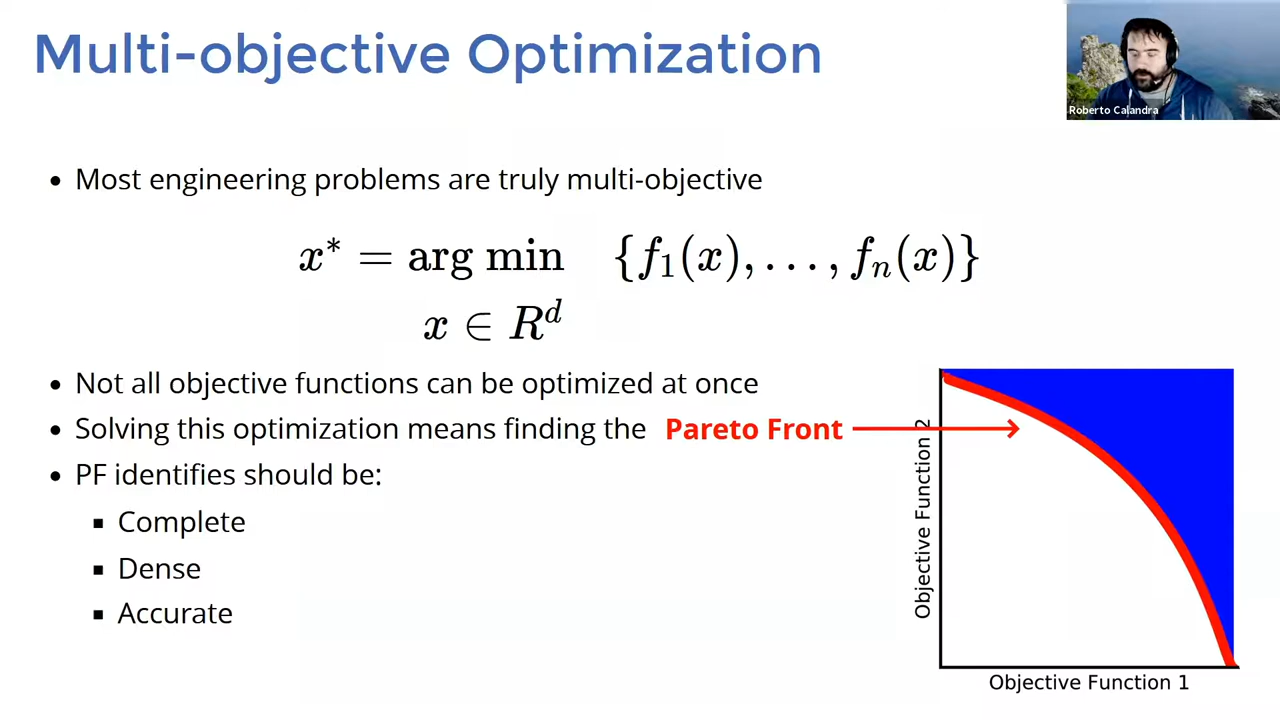 Multi-objective Optimization
Roberto Calandra
• Most engineering problems are truly multi-objective
x* = arg min {f₁(x), . . . , fₙ(x)}
x ∈ Rᵈ
• Not all objective functions can be optimized at once
• Solving this optimization means finding the Pareto Front
• PF identifies should be:
▪ Complete
▪ Dense
▪ Accurate
Objective Function 2
Objective Function 1